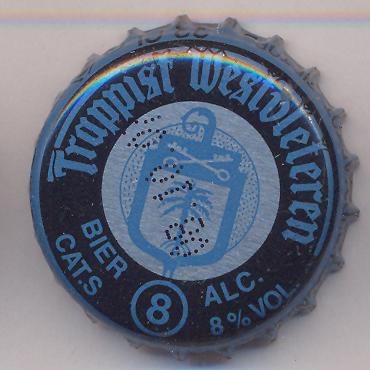 Trappist Westvleteren
BIER
CAT.S
8
ALC.
8% VOL.